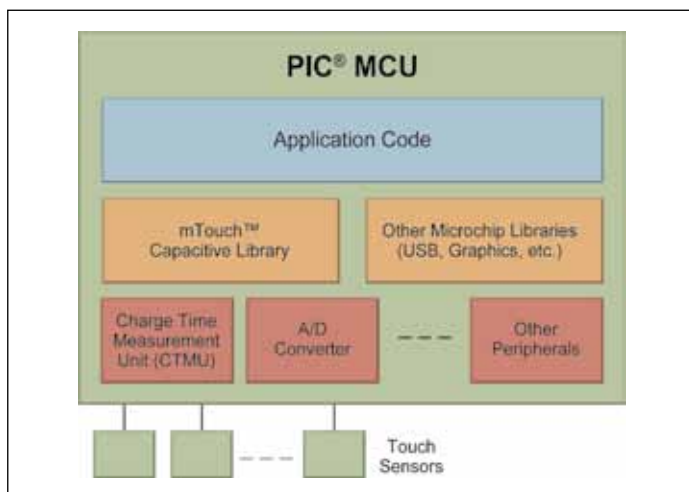 PIC® MCU
Application Code
mTouch™
Capacitive Library
Other Microchip Libraries
(USB, Graphics, etc.)
Charge Time
Measurement
Unit (CTMU)
A/D
Converter
Other
Peripherals
Touch
Sensors